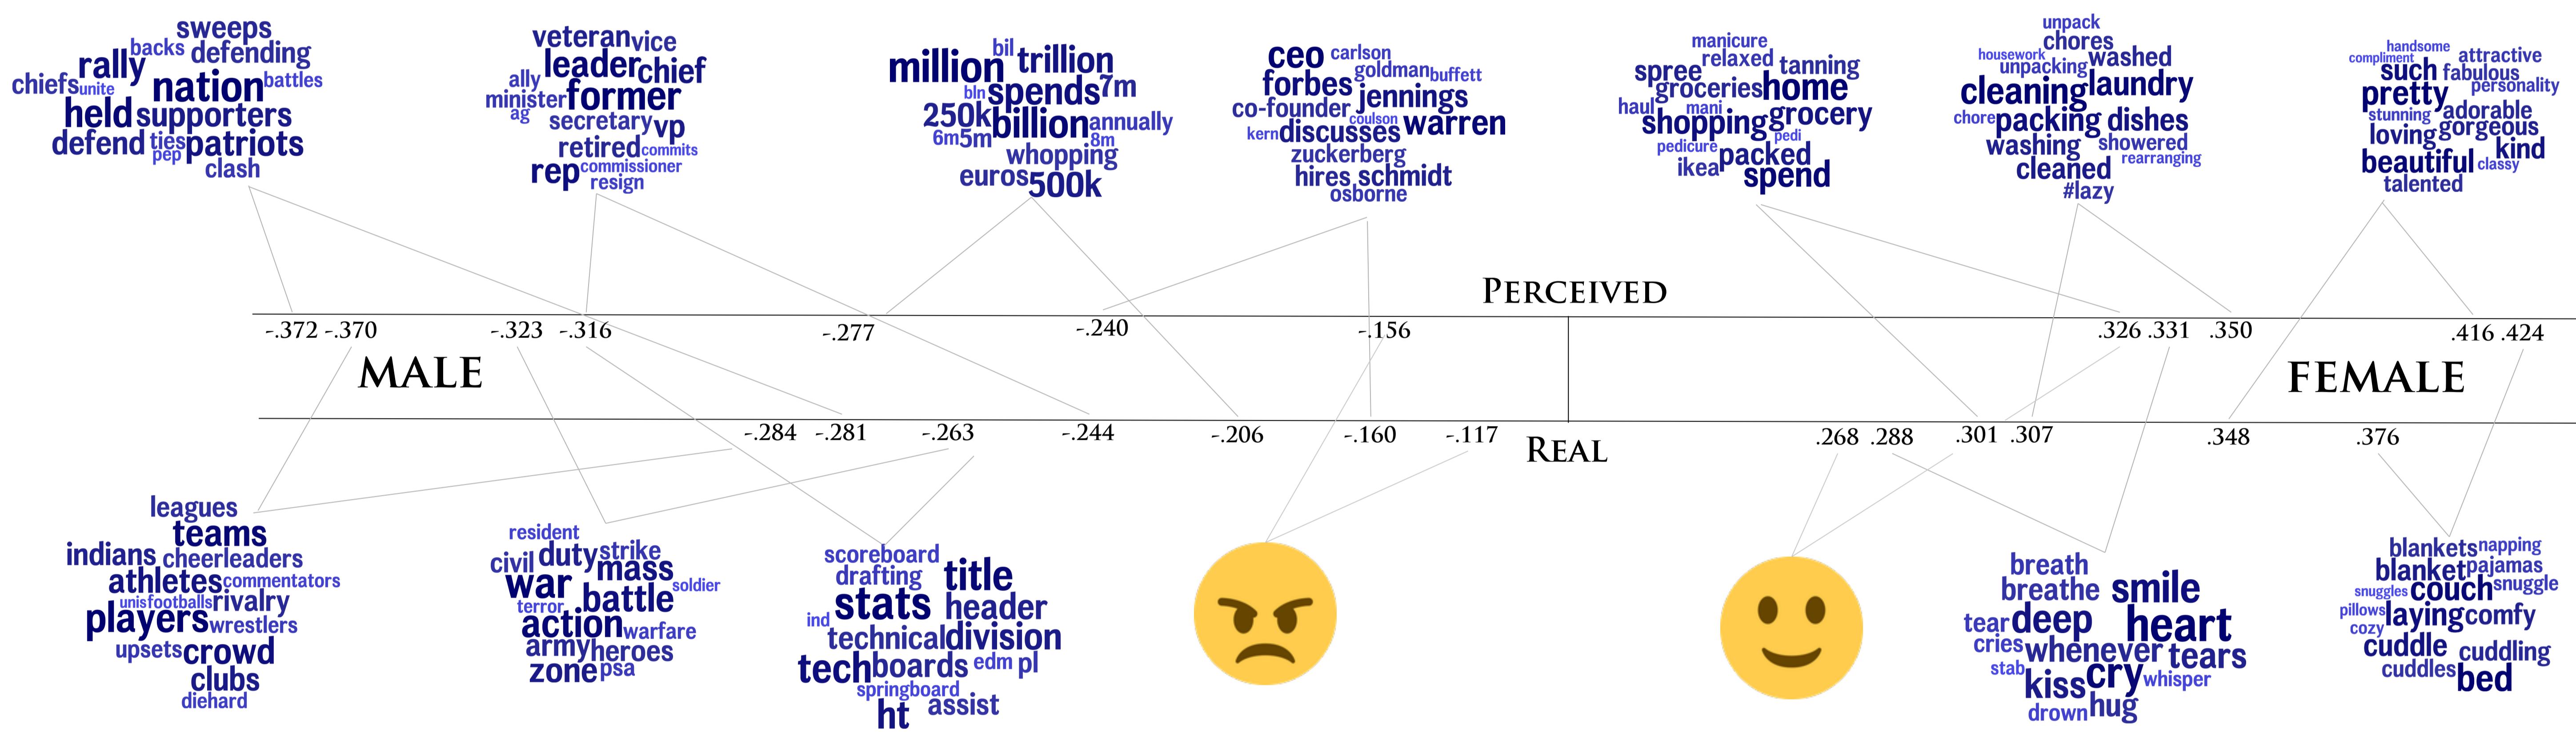 sweeps
backs defending
rally
chiefs unite nation battles
held supporters
defend ties patriots
pep
clash
veteran vice
leader chief
ally
minister former
ag
secretary vp
retired commits
rep commissioner
resign
bil trillion
million
bln spends 7m
250k billion annually
6m 5m 8m
whopping
euros 500k
ceo carlson
forbes goldman buffett
co-founder jennings
coulson
kern discusses warren
zuckerberg
hires schmidt
osborne
manicure
relaxed tanning
spree
groceries home
haul mani
shopping grocery
pedi
pedicure packed
ikea spend
unpack
chores
housework washed
unpacking
cleaning laundry
chore packing dishes
washing showered
rearranging
cleaned
#lazy
handsome
compliment attractive
such fabulous
pretty personality
stunning adorable
loving gorgeous
kind
beautiful classy
talented
PERCEIVED
-.372 -.370 -.323 -.316 -.277 -.240 -.156 .326 .331 .350 .416 .424
MALE FEMALE
-.284 -.281 -.263 -.244 -.206 -.160 -.117 .268 .288 .301 .307 .348 .376
REAL
leagues
teams
indians cheerleaders
athletes commentators
unis footballs rivalry
players wrestlers
upsets crowd
clubs
diehard
resident
civil duty strike
war mass
soldier
terror battle
action warfare
army heroes
zone psa
scoreboard
drafting title
stats header
ind
technical division
tech boards edm pl
springboard
ht assist
breath
breathe smile
tear deep heart
cries whenever tears
stab
kiss cry whisper
drown hug
blankets napping
blanket pajamas
snuggles couch snuggle
pillows laying comfy
cozy
cuddle cuddling
cuddles bed